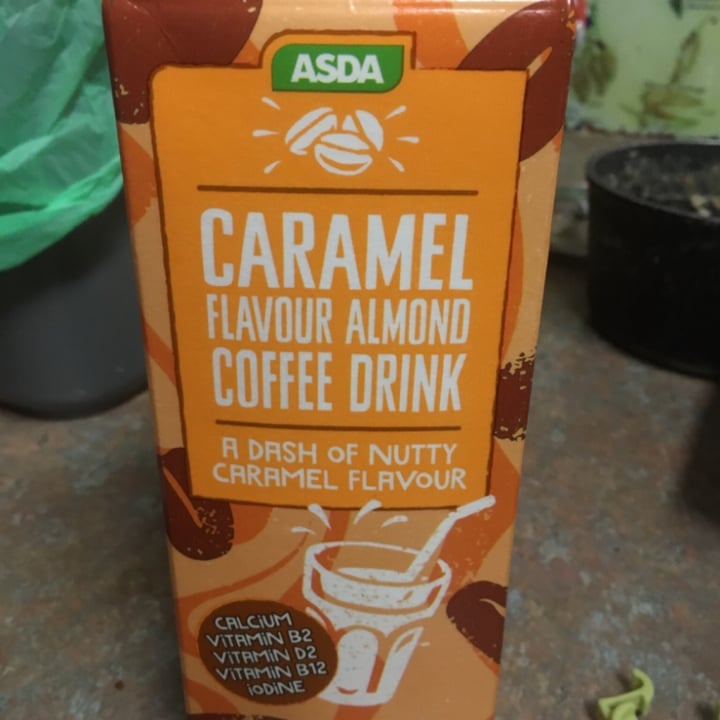 ASDA
CARAMEL
FLAVOUR ALMOND
COFFEE DRINK
A DASH OF NUTTY
CARAMEL FLAVOUR
CALCIUM
VITAMIN B2
VITAMIN D2
VITAMIN B12
IODINE